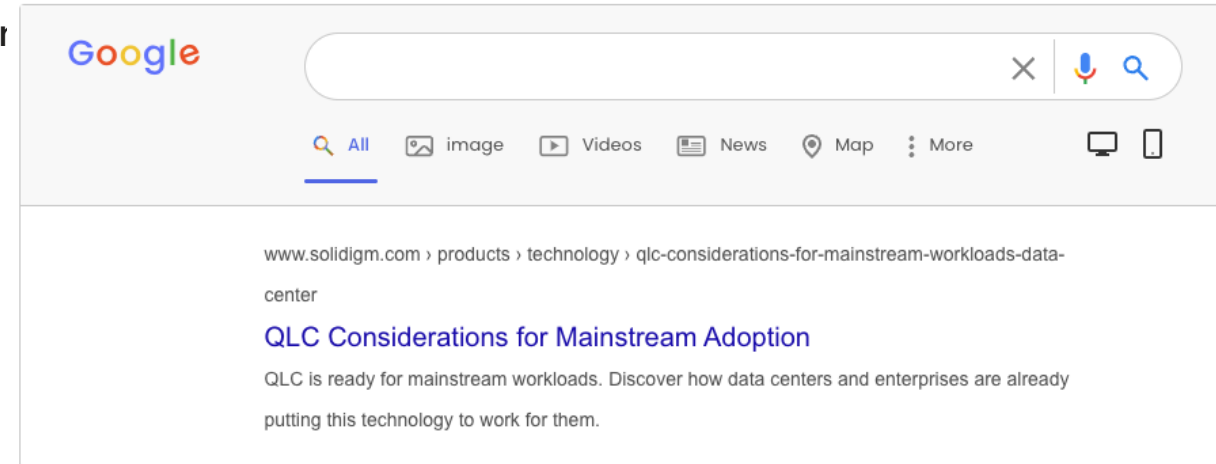 r
Google
All image Videos News Map More
www.solidigm.com › products › technology › qlc-considerations-for-mainstream-workloads-data-
center
QLC Considerations for Mainstream Adoption
QLC is ready for mainstream workloads. Discover how data centers and enterprises are already
putting this technology to work for them.